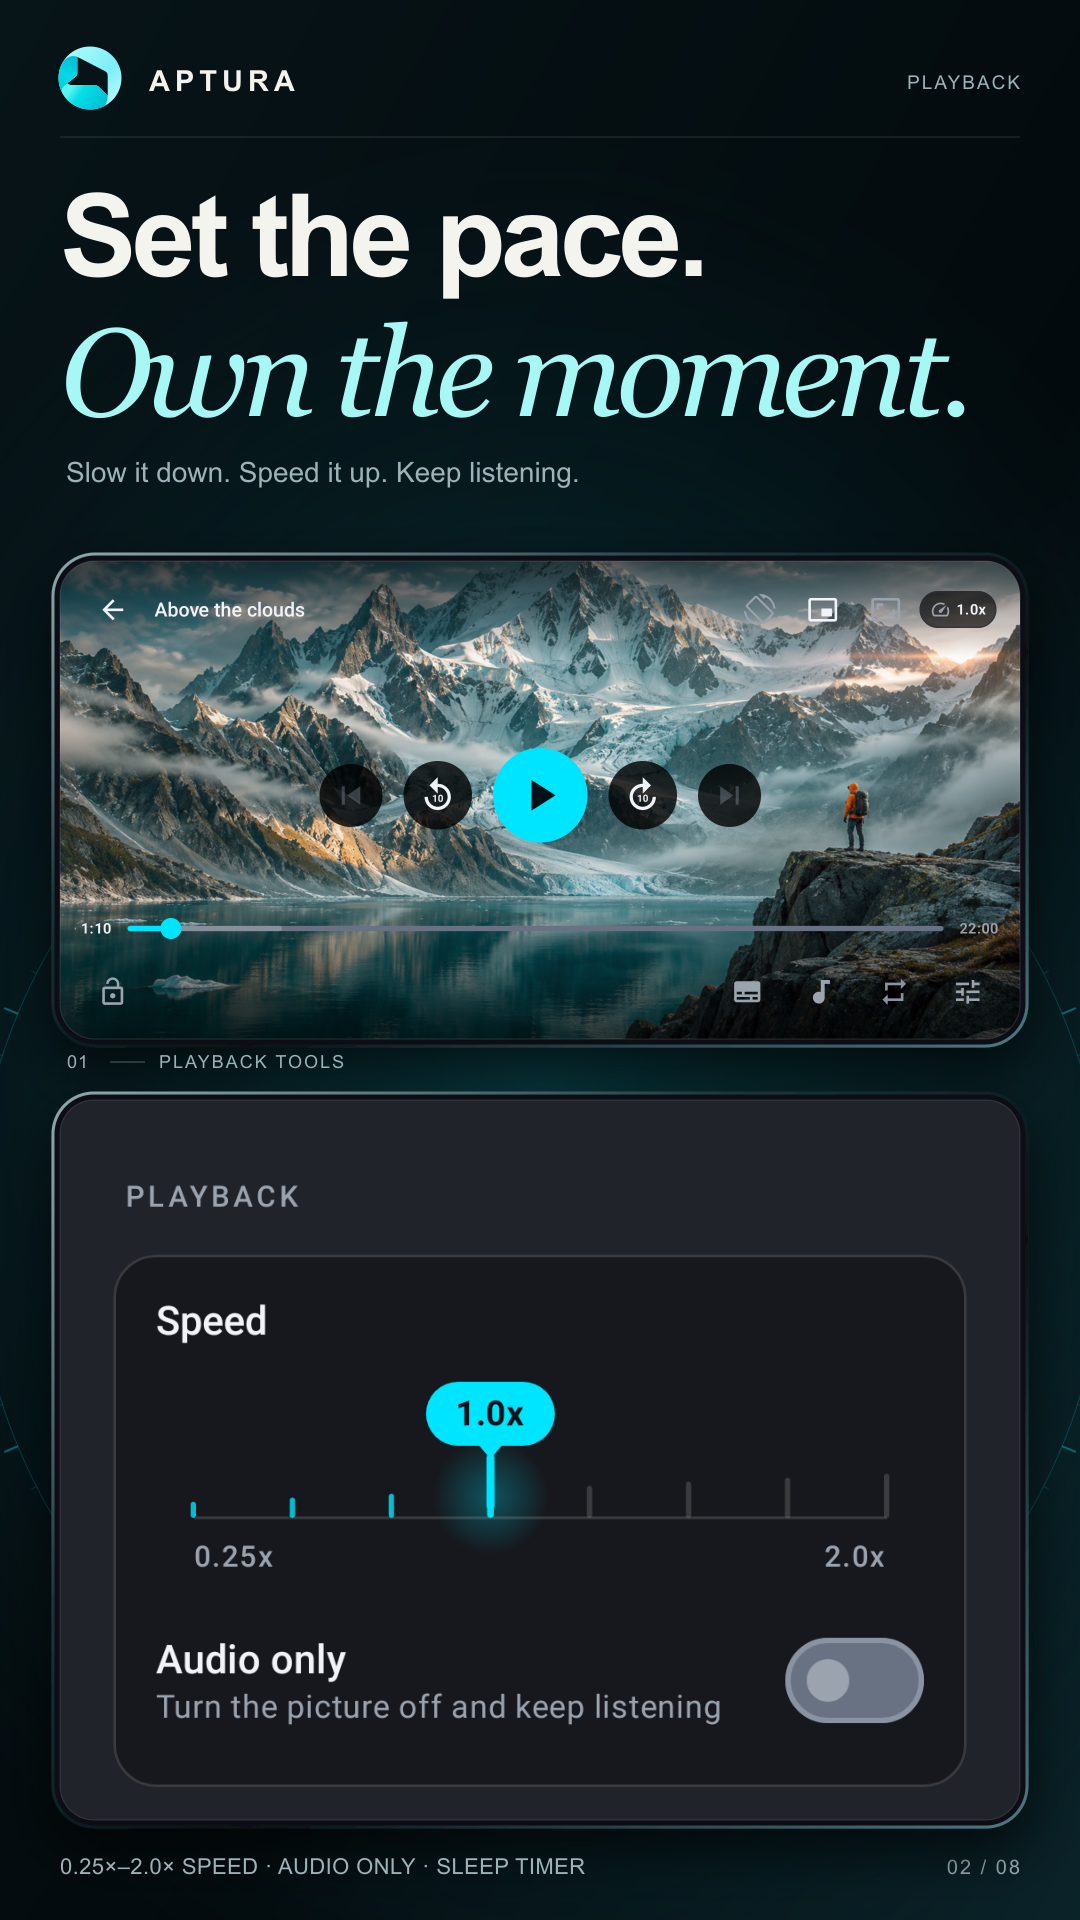 APTURA
PLAYBACK
Set the pace.
Own the moment.
Slow it down. Speed it up. Keep listening.
Above the clouds
1.0x
10
10
1:10
22:00
01 — PLAYBACK TOOLS
PLAYBACK
Speed
1.0x
0.25x
2.0x
Audio only
Turn the picture off and keep listening
0.25×–2.0× SPEED · AUDIO ONLY · SLEEP TIMER
02 / 08